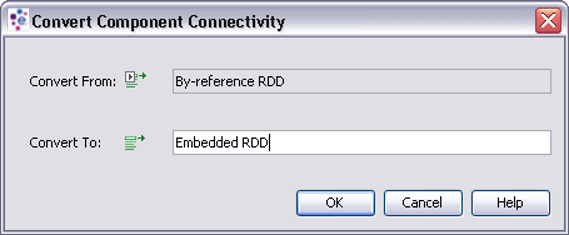 Convert Component Connectivity
Convert From: By-reference RDD
Convert To: Embedded RDD
OK Cancel Help